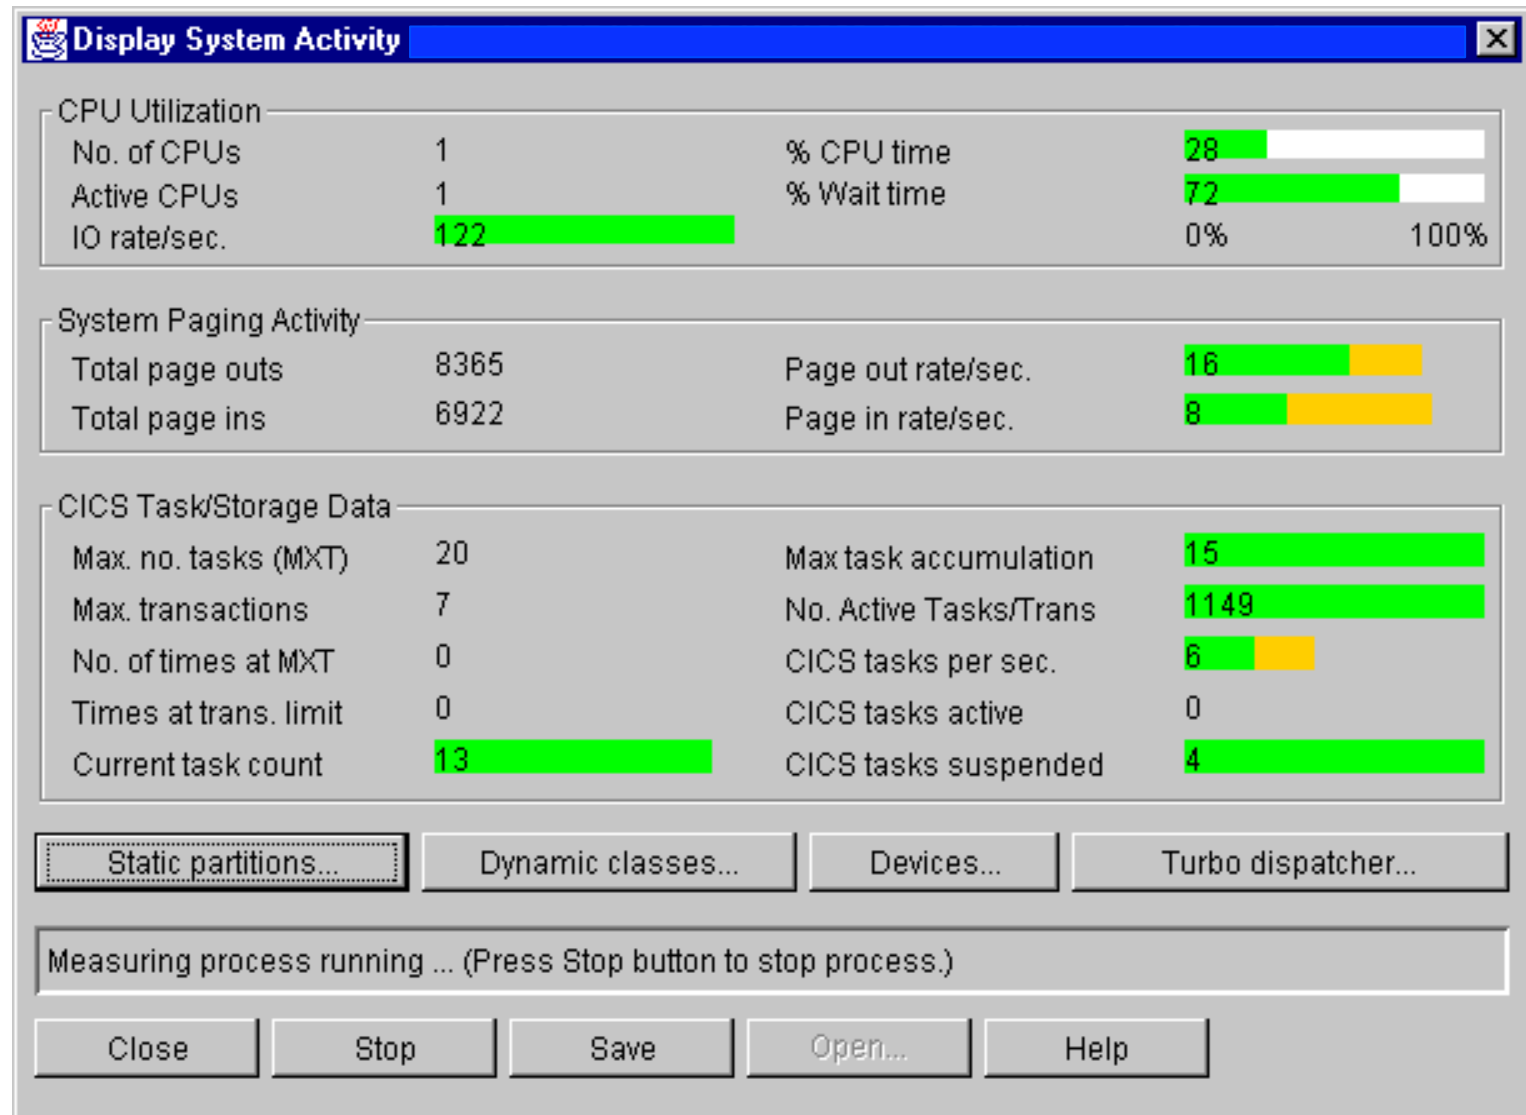 Display System Activity
CPU Utilization
No. of CPUs 1 % CPU time 28
Active CPUs 1 % Wait time 72
IO rate/sec. 122 0% 100%
System Paging Activity
Total page outs 8365 Page out rate/sec. 16
Total page ins 6922 Page in rate/sec. 8
CICS Task/Storage Data
Max. no. tasks (MXT) 20 Max task accumulation 15
Max. transactions 7 No. Active Tasks/Trans 1149
No. of times at MXT 0 CICS tasks per sec. 6
Times at trans. limit 0 CICS tasks active 0
Current task count 13 CICS tasks suspended 4
Static partitions... Dynamic classes... Devices... Turbo dispatcher...
Measuring process running ... (Press Stop button to stop process.)
Close Stop Save Open... Help